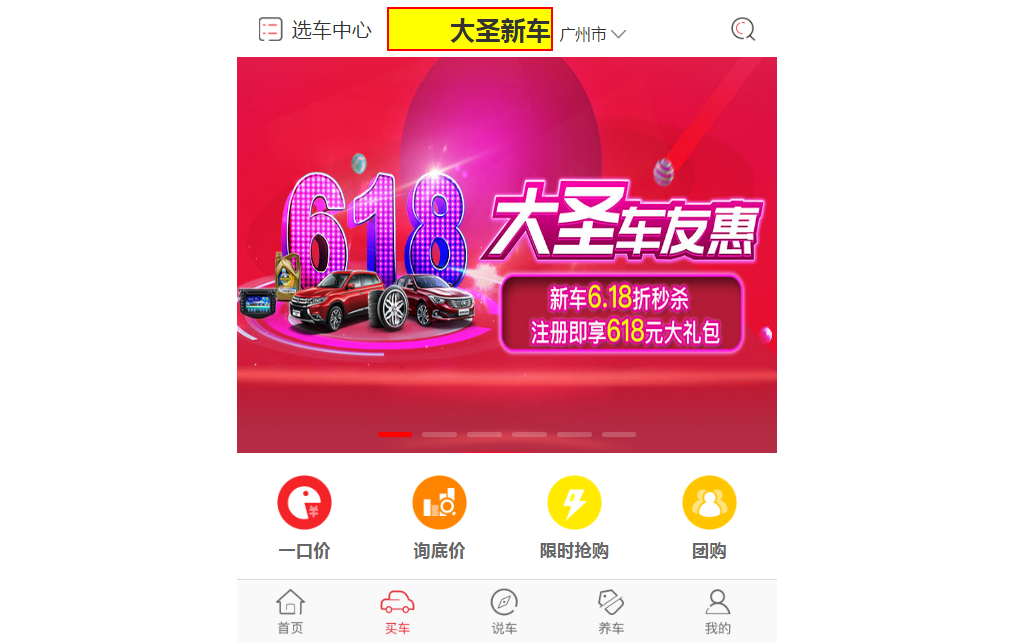 选车中心
大圣新车
广州市
618
大圣车友惠
新车6.18折秒杀
注册即享618元大礼包
一口价
询底价
限时抢购
团购
首页
买车
说车
养车
我的